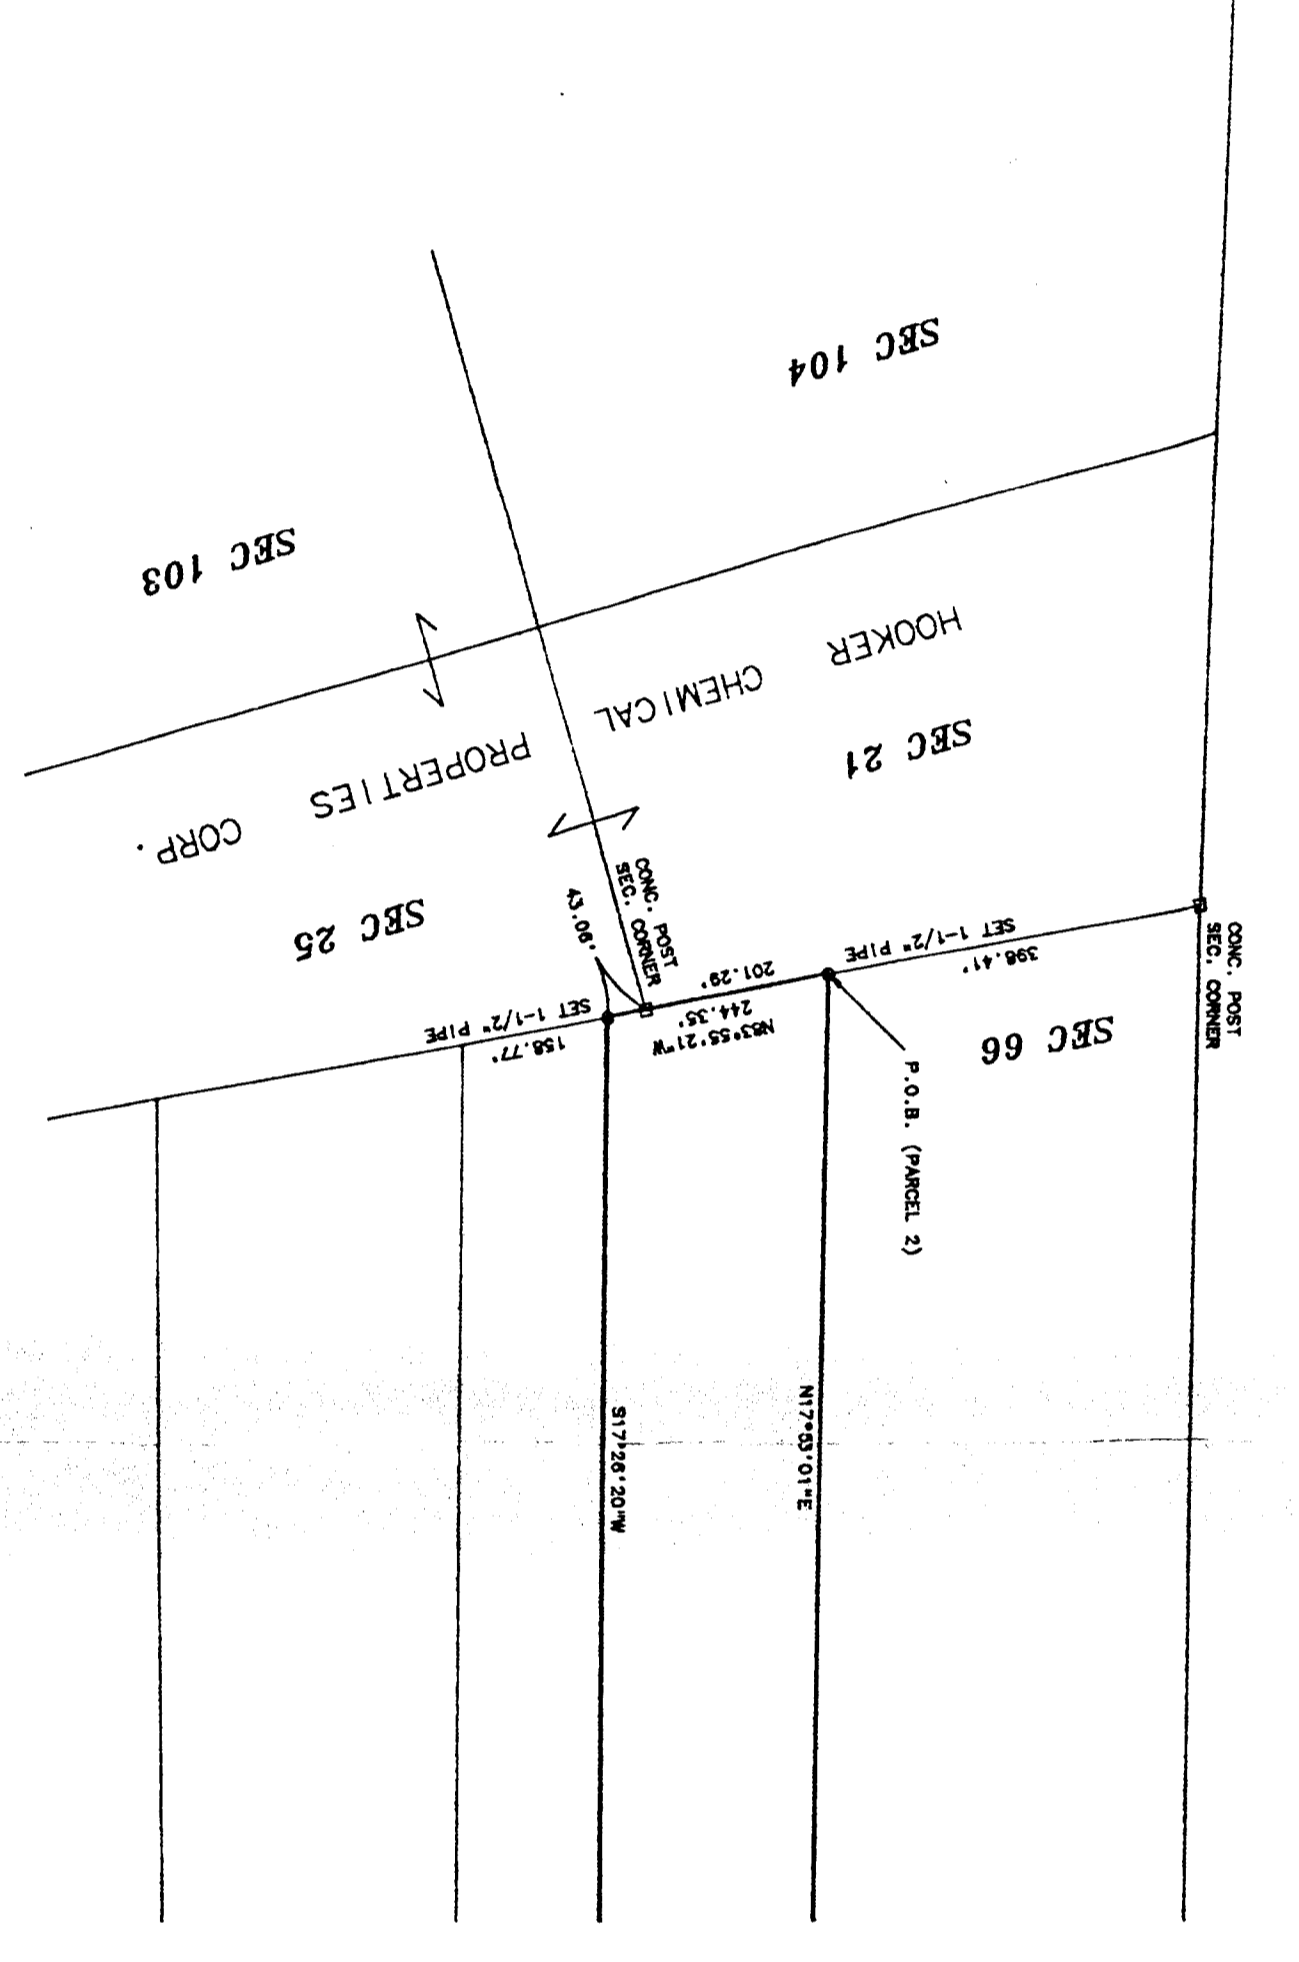 SEC 104
SEC 103
HOOKER CHEMICAL PROPERTIES CORP.
SEC 21
SEC 25
CONC. POST
SEC. CORNER
43.06'
SET 1-1/2" PIPE
398.41'
CONC. POST
SEC. CORNER
201.29'
244.35'
N83°55'21"W
SET 1-1/2" PIPE
158.77'
SEC 66
P.O.B. (PARCEL 2)
N17°53'01"E
S17°26'20"W